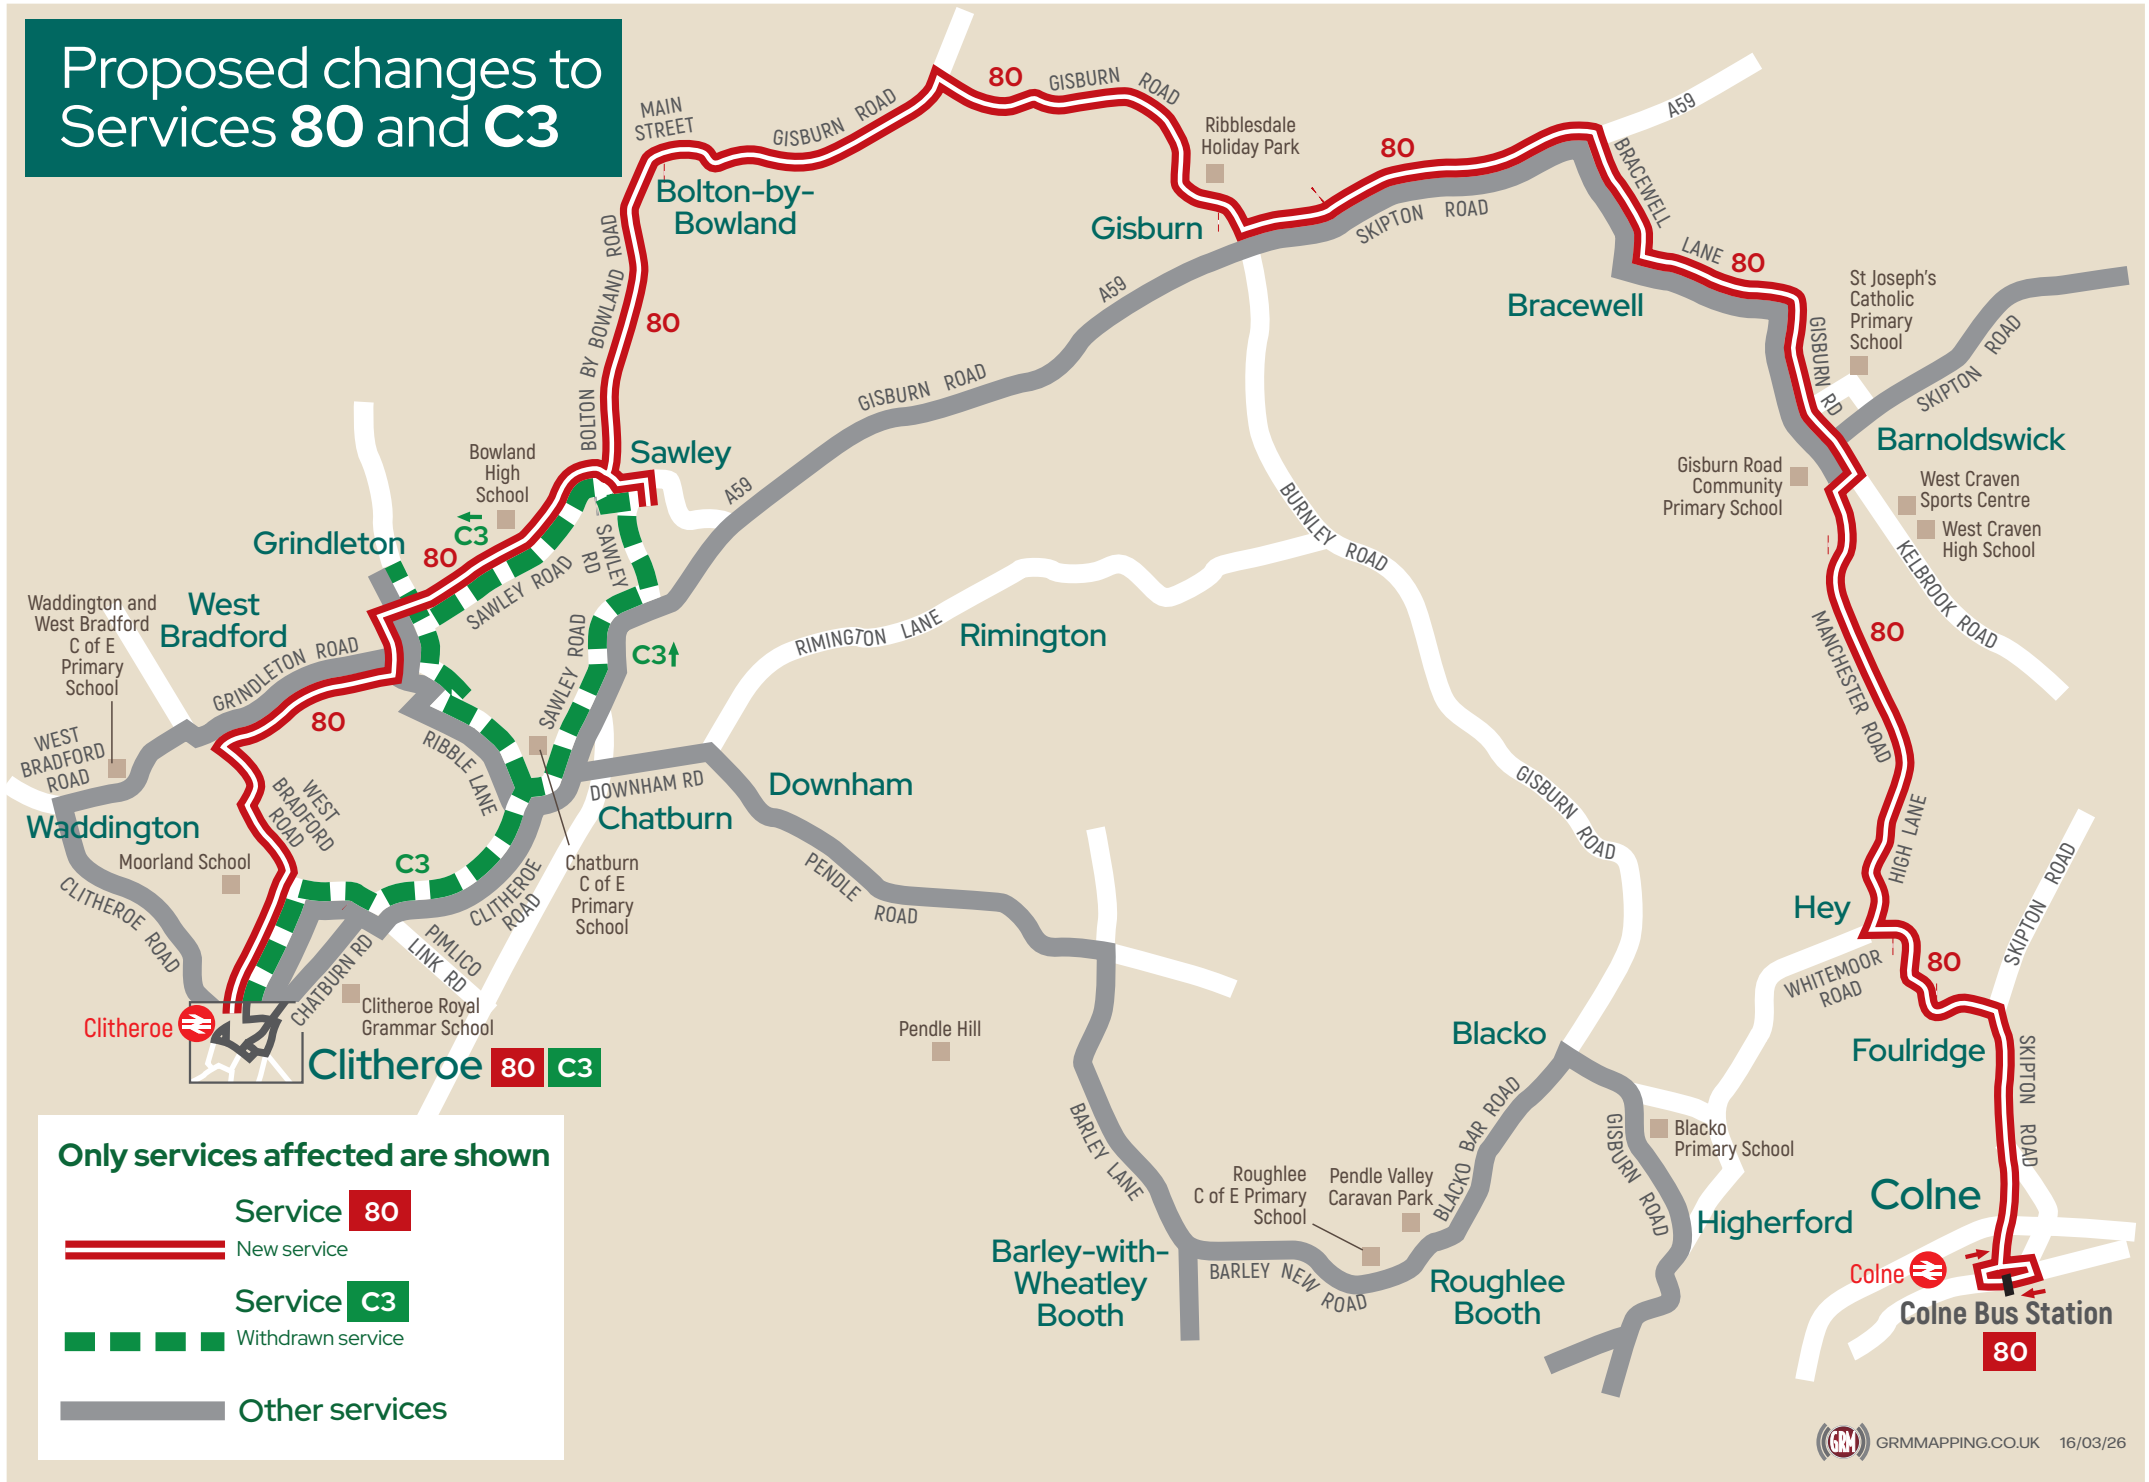 Proposed changes to
Services 80 and C3
MAIN
STREET
GISBURN ROAD
80
GISBURN ROAD
Ribblesdale
Holiday Park
80
A59
BRACEWELL
LANE
80
Bolton-by-
Bowland
Gisburn
SKIPTON ROAD
A59
Bracewell
St Joseph's
Catholic
Primary
School
GISBURN RD
SKIPTON ROAD
BOLTON BY BOWLAND ROAD
80
GISBURN ROAD
Barnoldswick
Sawley
Bowland
High
School
A59
Gisburn Road
Community
Primary School
West Craven
Sports Centre
West Craven
High School
BURNLEY ROAD
KELBROOK ROAD
C3
Grindleton
80
SAWLEY ROAD
SAWLEY
RD
Waddington and
West Bradford
C of E
Primary
School
West
Bradford
GRINDLETON ROAD
SAWLEY ROAD
C3
RIMINGTON LANE
Rimington
80
MANCHESTER ROAD
80
WEST
BRADFORD
ROAD
RIBBLE LANE
WEST
BRADFORD
ROAD
DOWNHAM RD
Downham
GISBURN ROAD
Waddington
Chatburn
Moorland School
C3
CLITHEROE
ROAD
Chatburn
C of E
Primary
School
PENDLE ROAD
HIGH LANE
CLITHEROE ROAD
Hey
SKIPTON ROAD
PIMLICO
LINK RD
CHATBURN RD
80
WHITEMOOR
ROAD
Clitheroe Royal
Grammar School
Clitheroe
Clitheroe 80 C3
Pendle Hill
Blacko
Foulridge
SKIPTON ROAD
BARLEY LANE
BLACKO BAR ROAD
GISBURN ROAD
Blacko
Primary School
Roughlee
C of E Primary
School
Pendle Valley
Caravan Park
Colne
Higherford
Barley-with-
Wheatley
Booth
BARLEY NEW ROAD
Roughlee
Booth
Colne
Colne Bus Station
80
Only services affected are shown
Service 80
New service
Service C3
Withdrawn service
Other services
GRM
GRMMAPPING.CO.UK 16/03/26